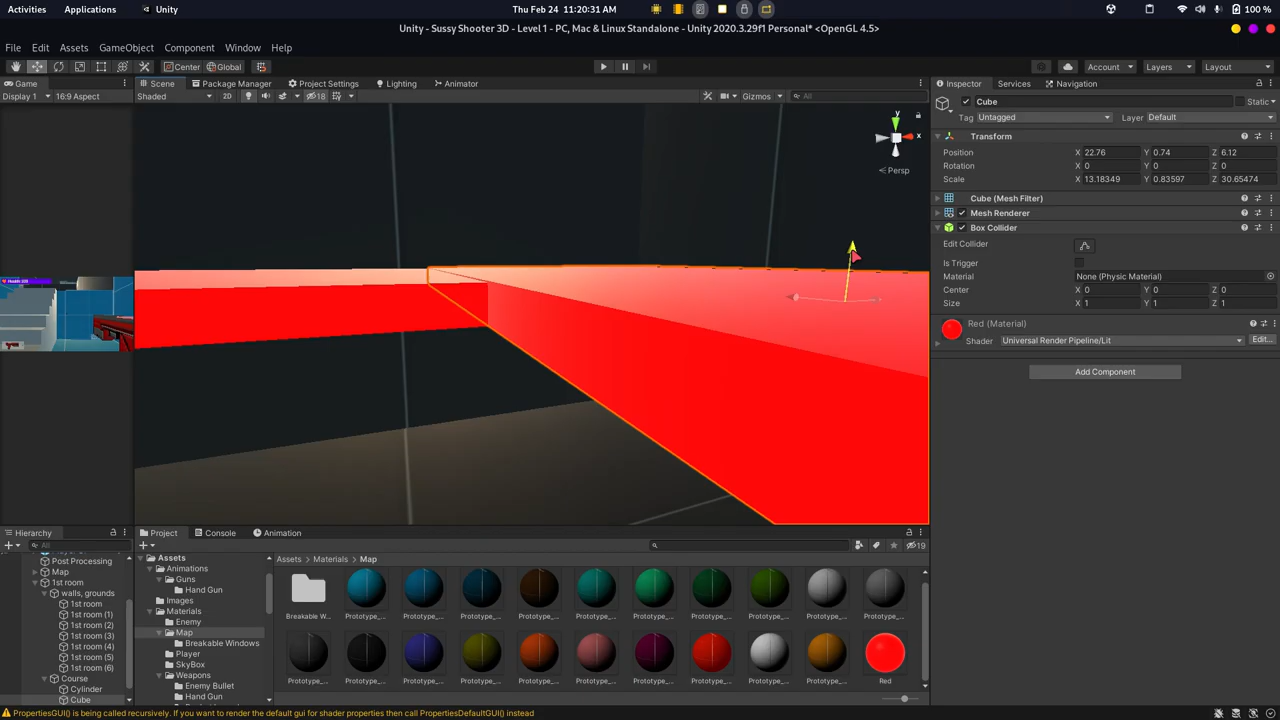 Activities Applications Unity Thu Feb 24 11:20:31 AM 100 %
Unity - Sussy Shooter 3D - Level 1 - PC, Mac & Linux Standalone - Unity 2020.3.29f1 Personal* <OpenGL 4.5>
File Edit Assets GameObject Component Window Help
Center Global Account Layers Layout
Game Scene Package Manager Project Settings Lighting Animator Inspector Services Navigation
Display 1 16:9 Aspect Shaded 2D 18 Gizmos All
Cube Static
Tag Untagged Layer Default
Transform
Position X 22.76 Y 0.74 Z 6.12
Rotation X 0 Y 0 Z 0
Scale X 13.18349 Y 0.83597 Z 30.65474
Cube (Mesh Filter)
Mesh Renderer
Box Collider
Edit Collider
Is Trigger
Material None (Physic Material)
Center X 0 Y 0 Z 0
Size X 1 Y 1 Z 1
Red (Material)
Shader Universal Render Pipeline/Lit Edit...
Add Component
y
x
Persp
Hierarchy Project Console Animation
All 19
Post Processing
Map
1st room
walls, grounds
1st room
1st room (1)
1st room (2)
1st room (3)
1st room (4)
1st room (5)
1st room (6)
Course
Cylinder
Cube
Assets
Animations
Guns
Hand Gun
Images
Materials
Enemy
Map
Breakable Windows
Player
SkyBox
Weapons
Enemy Bullet
Hand Gun
Assets Materials Map
Breakable W... Prototype_... Prototype_... Prototype_... Prototype_... Prototype_... Prototype_... Prototype_... Prototype_... Prototype_... Prototype_...
Prototype_... Prototype_... Prototype_... Prototype_... Prototype_... Prototype_... Prototype_... Prototype_... Prototype_... Prototype_... Red
PropertiesGUI() is being called recursively. If you want to render the default gui for shader properties then call PropertiesDefaultGUI() instead